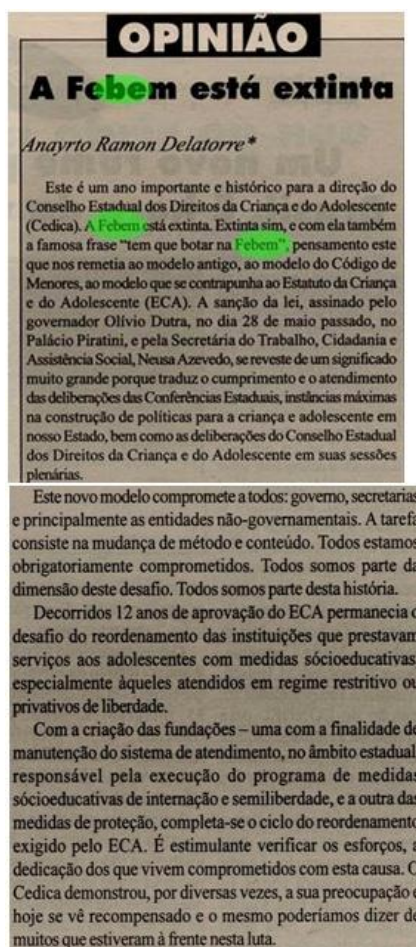 OPINIÃO
A Febem está extinta
Anayrto Ramon Delatorre*
Este é um ano importante e histórico para a direção do
Conselho Estadual dos Direitos da Criança e do Adolescente
(Cedica). A Febem está extinta. Extinta sim, e com ela também
a famosa frase “tem que botar na Febem”, pensamento este
que nos remetia ao modelo antigo, ao modelo do Código de
Menores, ao modelo que se contrapunha ao Estatuto da Criança
e do Adolescente (ECA). A sanção da lei, assinado pelo
governador Olívio Dutra, no dia 28 de maio passado, no
Palácio Piratini, e pela Secretária do Trabalho, Cidadania e
Assistência Social, Neusa Azevedo, se reveste de um significado
muito grande porque traduz o cumprimento e o atendimento
das deliberações das Conferências Estaduais, instâncias máximas
na construção de políticas para a criança e adolescente em
nosso Estado, bem como as deliberações do Conselho Estadual
dos Direitos da Criança e do Adolescente em suas sessões
plenárias.
Este novo modelo compromete a todos: governo, secretarias
e principalmente as entidades não-governamentais. A tarefa
consiste na mudança de método e conteúdo. Todos estamos
obrigatoriamente comprometidos. Todos somos parte da
dimensão deste desafio. Todos somos parte desta história.
Decorridos 12 anos de aprovação do ECA permanecia o
desafio do reordenamento das instituições que prestavam
serviços aos adolescentes com medidas sócioeducativas,
especialmente àqueles atendidos em regime restritivo ou
privativos de liberdade.
Com a criação das fundações – uma com a finalidade de
manutenção do sistema de atendimento, no âmbito estadual,
responsável pela execução do programa de medidas
sócioeducativas de internação e semiliberdade, e a outra das
medidas de proteção, completa-se o ciclo do reordenamento
exigido pelo ECA. É estimulante verificar os esforços, a
dedicação dos que vivem comprometidos com esta causa. O
Cedica demonstrou, por diversas vezes, a sua preocupação e
hoje se vê recompensado e o mesmo poderíamos dizer de
muitos que estiveram à frente nesta luta.